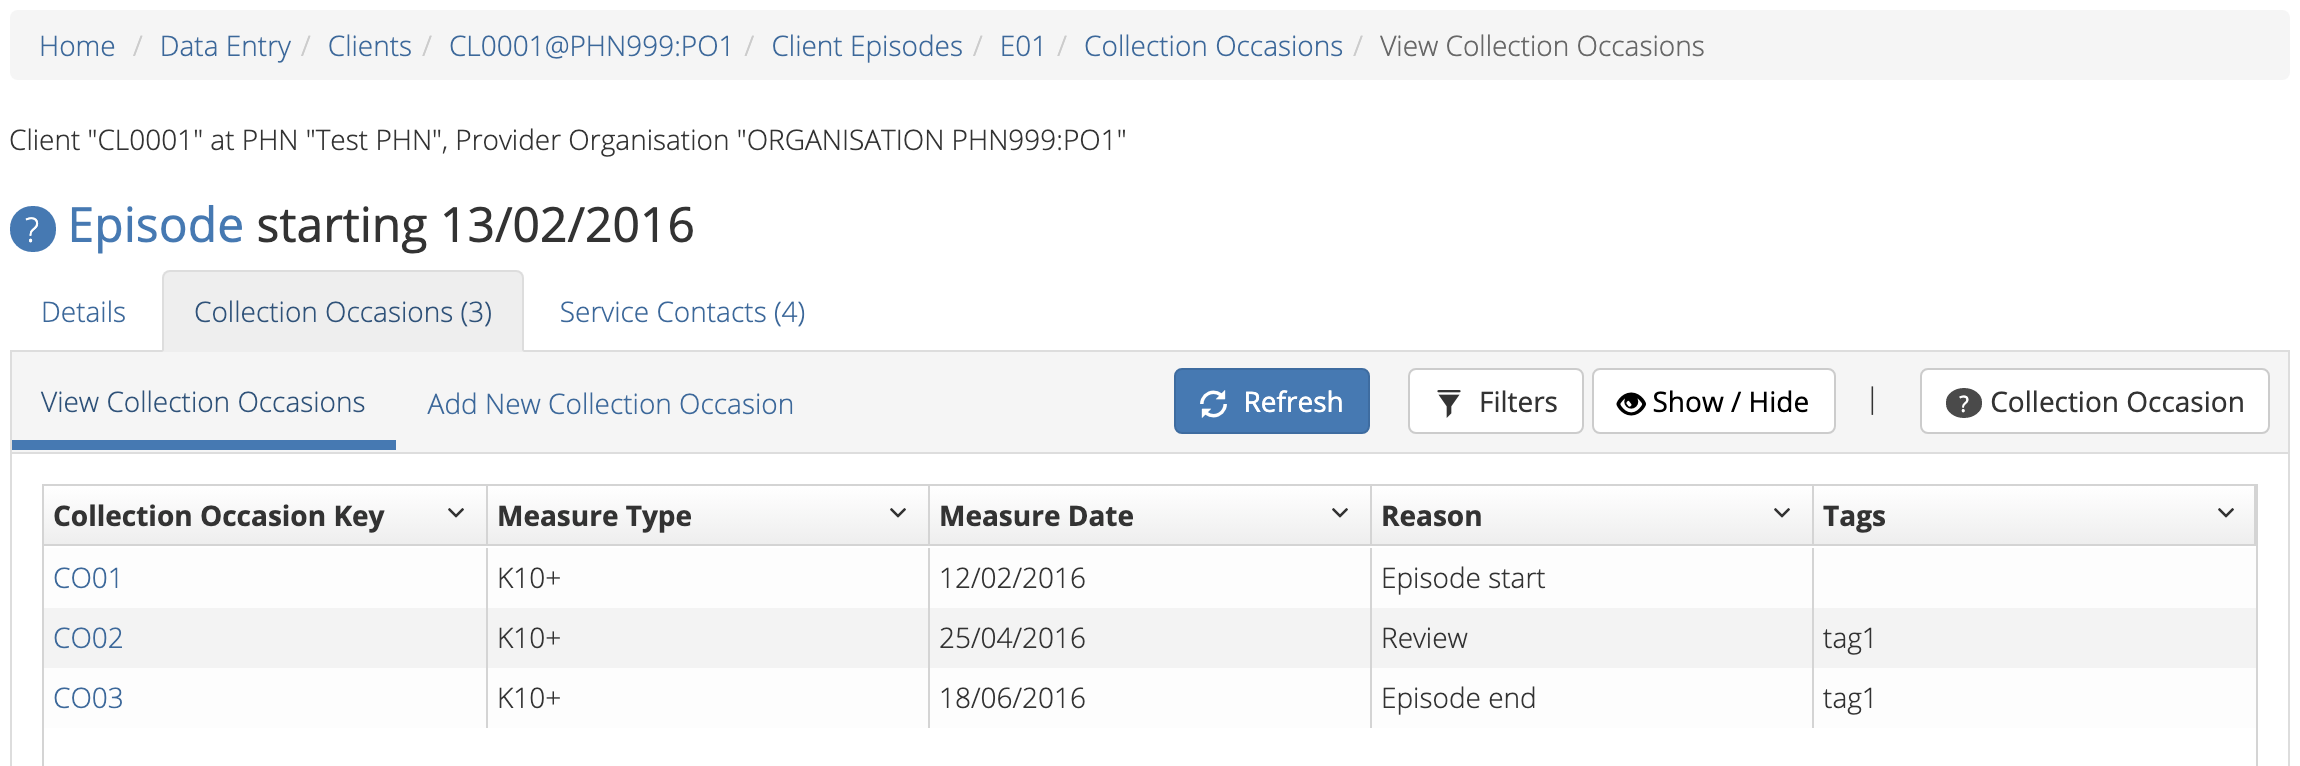 Home / Data Entry / Clients / CL0001@PHN999:PO1 / Client Episodes / E01 / Collection Occasions / View Collection Occasions
Client "CL0001" at PHN "Test PHN", Provider Organisation "ORGANISATION PHN999:PO1"
? Episode starting 13/02/2016
Details Collection Occasions (3) Service Contacts (4)
View Collection Occasions Add New Collection Occasion Refresh Filters Show / Hide | ? Collection Occasion
Collection Occasion Key Measure Type Measure Date Reason Tags
CO01 K10+ 12/02/2016 Episode start
CO02 K10+ 25/04/2016 Review tag1
CO03 K10+ 18/06/2016 Episode end tag1